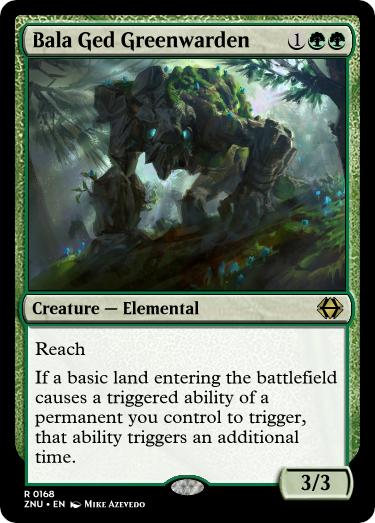 Bala Ged Greenwarden 1
Creature — Elemental
Reach
If a basic land entering the battlefield
causes a triggered ability of a
permanent you control to trigger,
that ability triggers an additional
time.
3/3
R 0168
ZNU • EN Mike Azevedo